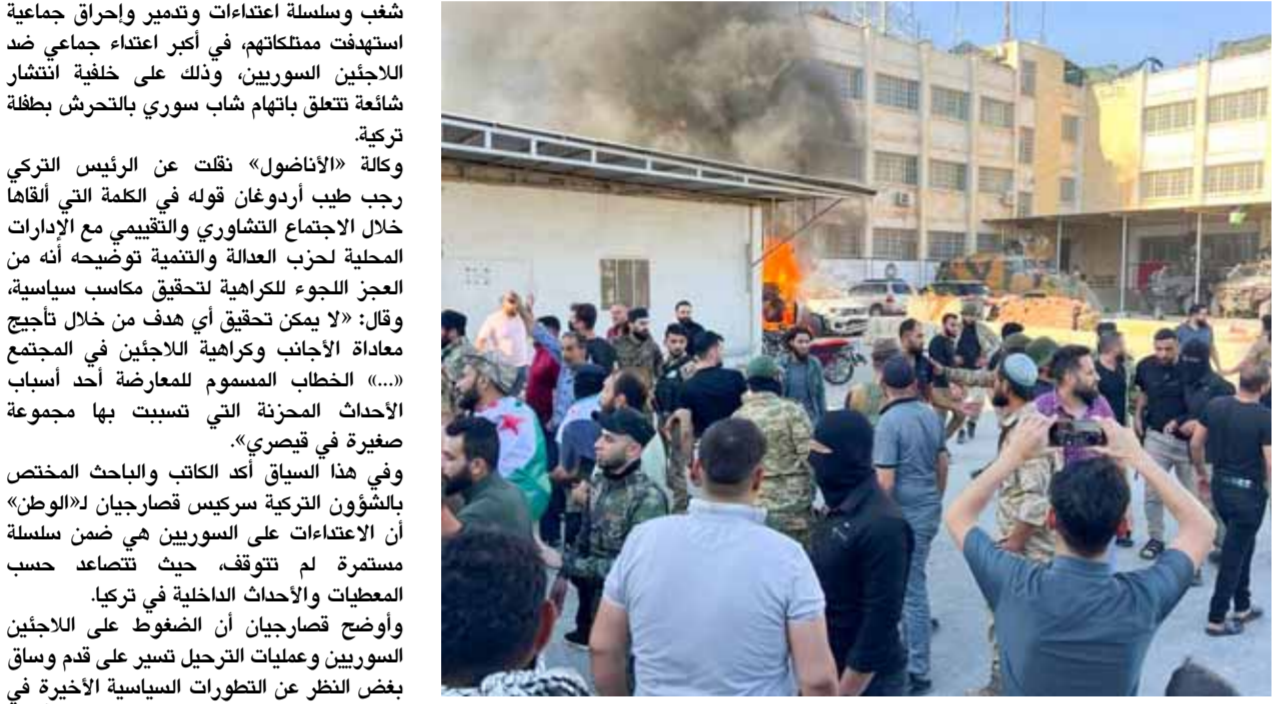 شغب وسلسلة اعتداءات وتدمير وإحراق جماعية
استهدفت ممتلكاتهم، في أكبر اعتداء جماعي ضد
اللاجئين السوريين، وذلك على خلفية انتشار
شائعة تتعلق باتهام شاب سوري بالتحرش بطفلة
تركية.
وكالة «الأناضول» نقلت عن الرئيس التركي
رجب طيب أردوغان قوله في الكلمة التي ألقاها
خلال الاجتماع التشاوري والتقييمي مع الإدارات
المحلية لحزب العدالة والتنمية توضيحه أنه من
العجز اللجوء للكراهية لتحقيق مكاسب سياسية،
وقال: «لا يمكن تحقيق أي هدف من خلال تأجيج
معاداة الأجانب وكراهية اللاجئين في المجتمع
«...» الخطاب المسموم للمعارضة أحد أسباب
الأحداث المحزنة التي تسببت بها مجموعة
صغيرة في قيصري».
وفي هذا السياق أكد الكاتب والباحث المختص
بالشؤون التركية سركيس قصارجيان لـ«الوطن»
أن الاعتداءات على السوريين هي ضمن سلسلة
مستمرة لم تتوقف، حيث تتصاعد حسب
المعطيات والأحداث الداخلية في تركيا.
وأوضح قصارجيان أن الضغوط على اللاجئين
السوريين وعمليات الترحيل تسير على قدم وساق
بغض النظر عن التطورات السياسية الأخيرة في